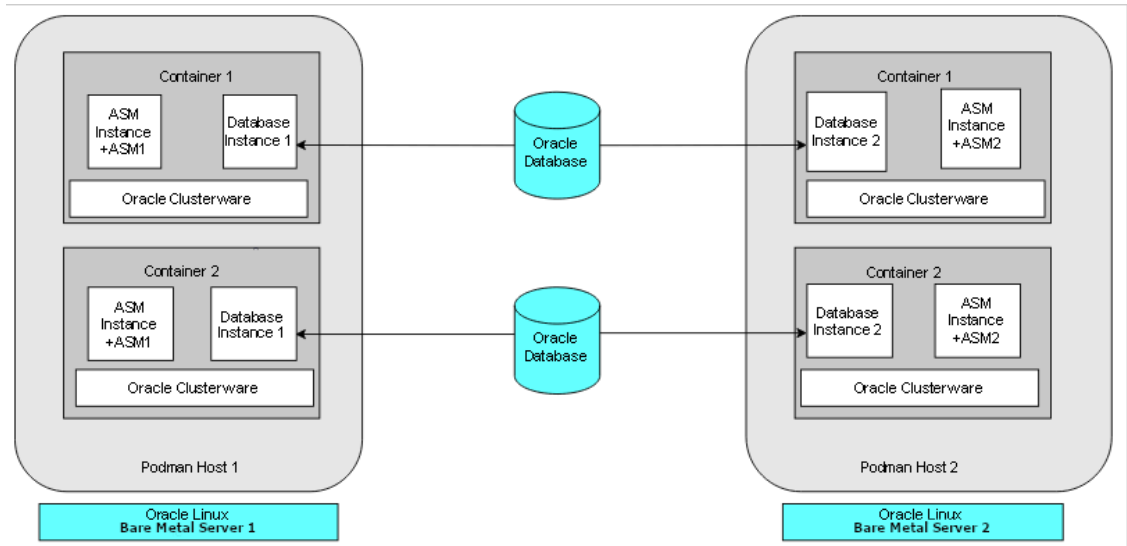 Container 1
ASM
Instance
+ASM1
Database
Instance 1
Oracle Clusterware
Container 2
ASM
Instance
+ASM1
Database
Instance 1
Oracle Clusterware
Podman Host 1
Oracle Linux
Bare Metal Server 1
Oracle
Database
Oracle
Database
Container 1
Database
Instance 2
ASM
Instance
+ASM2
Oracle Clusterware
Container 2
Database
Instance 2
ASM
Instance
+ASM2
Oracle Clusterware
Podman Host 2
Oracle Linux
Bare Metal Server 2